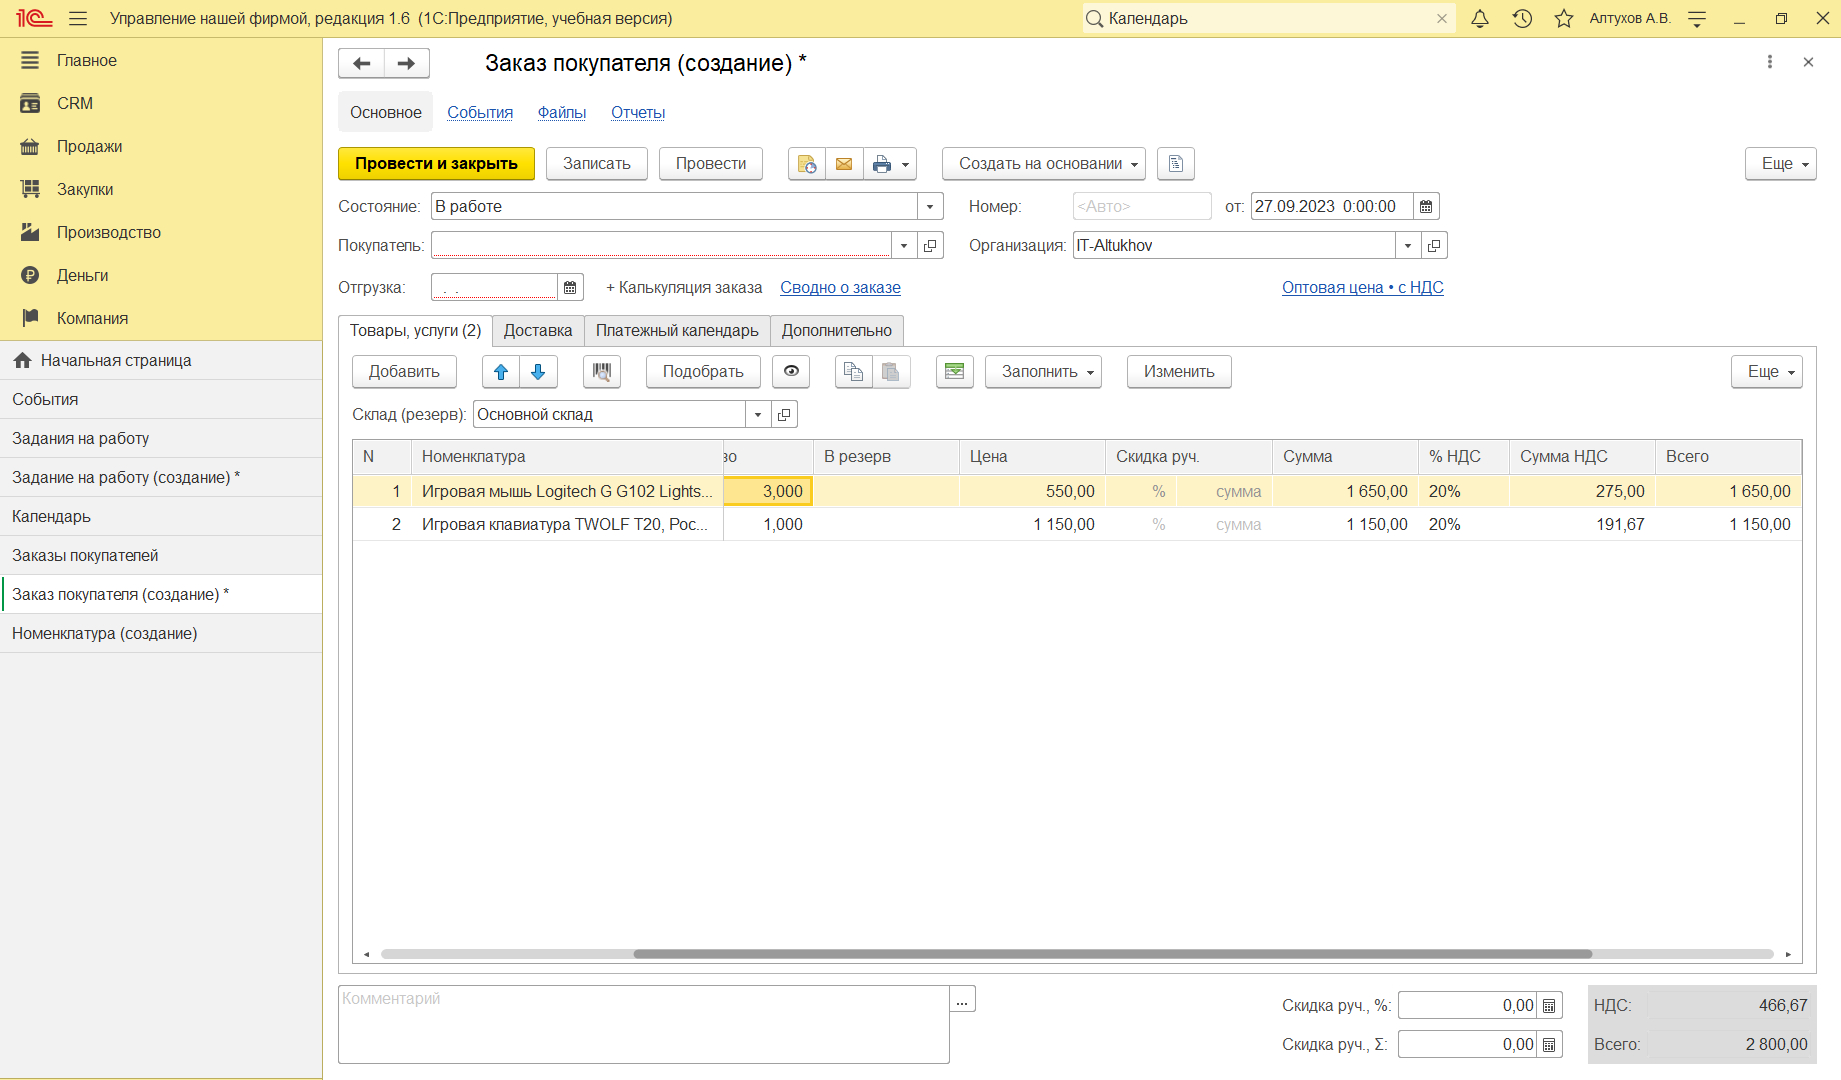 1С Управление нашей фирмой, редакция 1.6 (1С:Предприятие, учебная версия) Календарь Алтухов А.В.
Главное
CRM
Продажи
Закупки
Производство
Деньги
Компания
Начальная страница
События
Задания на работу
Задание на работу (создание) *
Календарь
Заказы покупателей
Заказ покупателя (создание) *
Номенклатура (создание)
Заказ покупателя (создание) *
Основное События Файлы Отчеты
Провести и закрыть Записать Провести Создать на основании Еще
Состояние: В работе Номер: <Авто> от: 27.09.2023 0:00:00
Покупатель: Организация: IT-Altukhov
Отгрузка: . . + Калькуляция заказа Сводно о заказе Оптовая цена • с НДС
Товары, услуги (2) Доставка Платежный календарь Дополнительно
Добавить Подобрать Заполнить Изменить Еще
Склад (резерв): Основной склад
N Номенклатура во В резерв Цена Скидка руч. Сумма % НДС Сумма НДС Всего
1 Игровая мышь Logitech G G102 Lights... 3,000 550,00 % сумма 1 650,00 20% 275,00 1 650,00
2 Игровая клавиатура TWOLF T20, Рос... 1,000 1 150,00 % сумма 1 150,00 20% 191,67 1 150,00
Комментарий ...
Скидка руч., %: 0,00 НДС: 466,67
Скидка руч., Σ: 0,00 Всего: 2 800,00